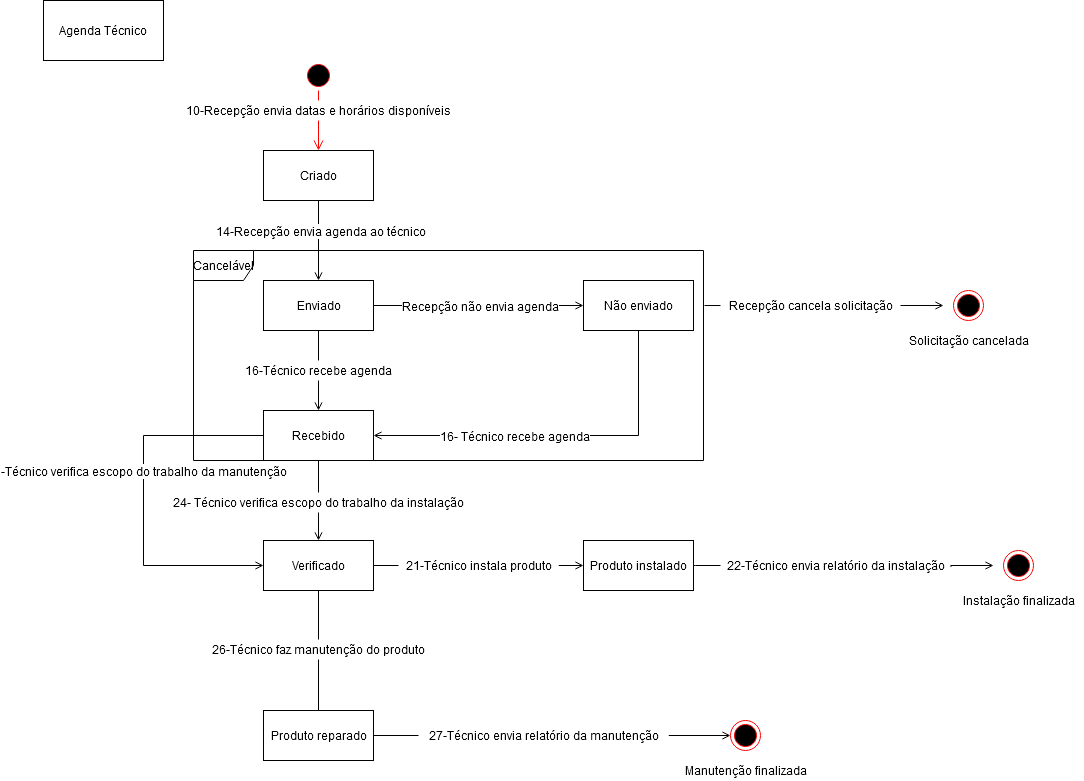 Agenda Técnico
10-Recepção envia datas e horários disponíveis
Criado
14-Recepção envia agenda ao técnico
Cancelável
Enviado
Recepção não envia agenda
Não enviado
Recepção cancela solicitação
Solicitação cancelada
16-Técnico recebe agenda
Recebido
16- Técnico recebe agenda
-Técnico verifica escopo do trabalho da manutenção
24- Técnico verifica escopo do trabalho da instalação
Verificado
21-Técnico instala produto
Produto instalado
22-Técnico envia relatório da instalação
Instalação finalizada
26-Técnico faz manutenção do produto
Produto reparado
27-Técnico envia relatório da manutenção
Manutenção finalizada